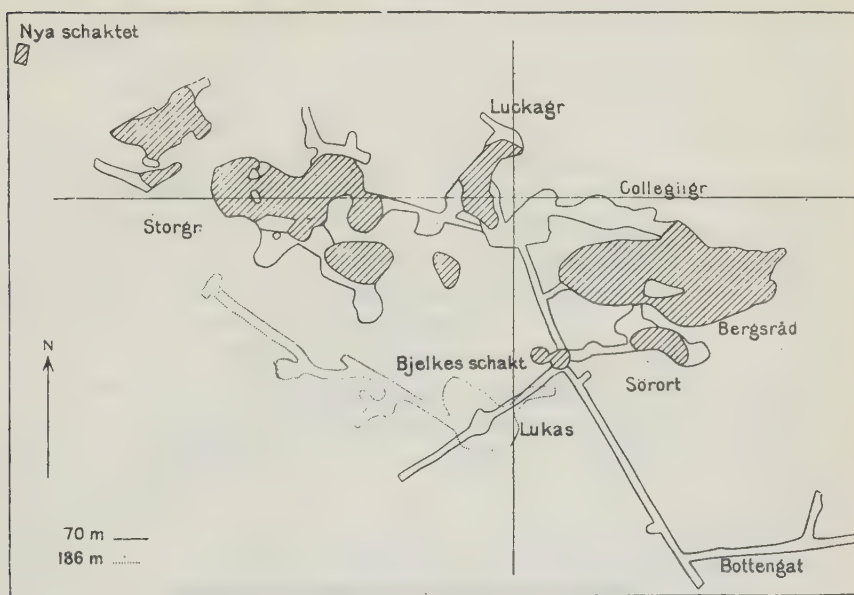 Nya schaktet
Luckagr
Collegiigr
Storgr.
Bergsråd
N
Bjelkes schakt
Sörort
Lukas
70 m
186 m
Bottengat